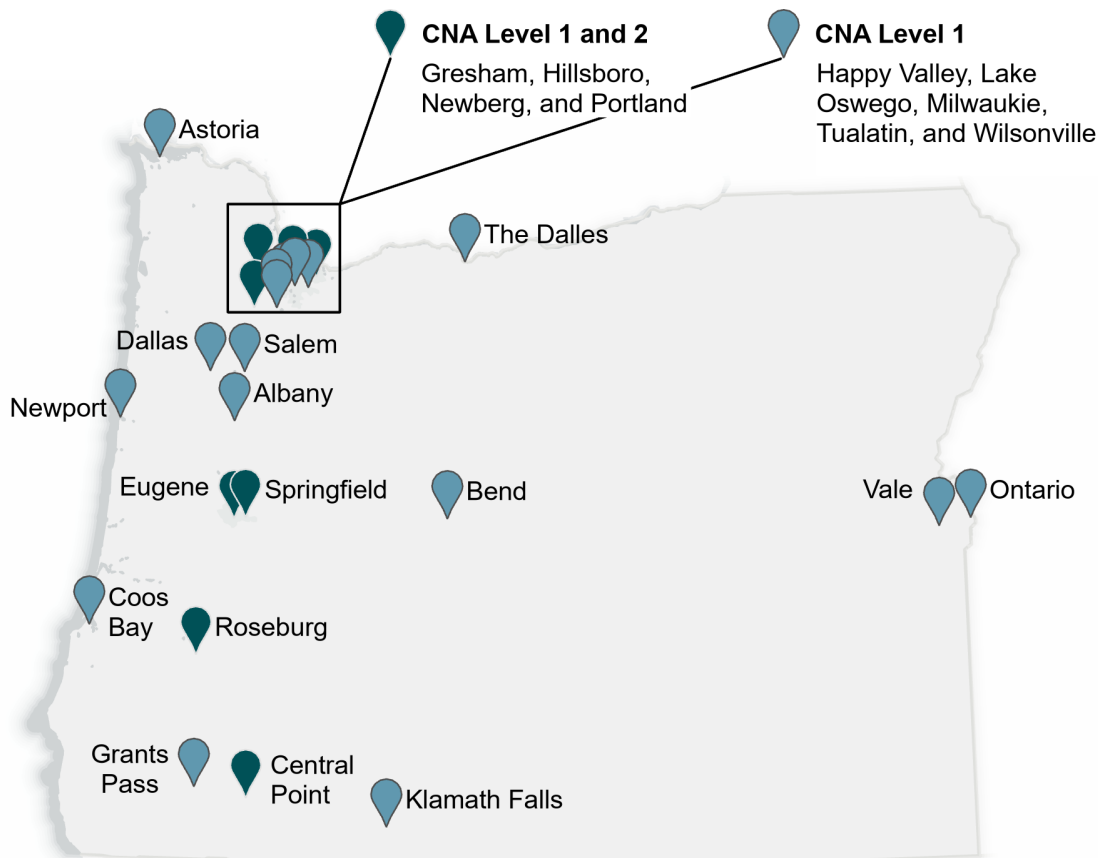 CNA Level 1 and 2
Gresham, Hillsboro,
Newberg, and Portland
CNA Level 1
Happy Valley, Lake
Oswego, Milwaukie,
Tualatin, and Wilsonville
Astoria
The Dalles
Dallas
Salem
Newport
Albany
Eugene
Springfield
Bend
Vale
Ontario
Coos
Bay
Roseburg
Grants
Pass
Central
Point
Klamath Falls